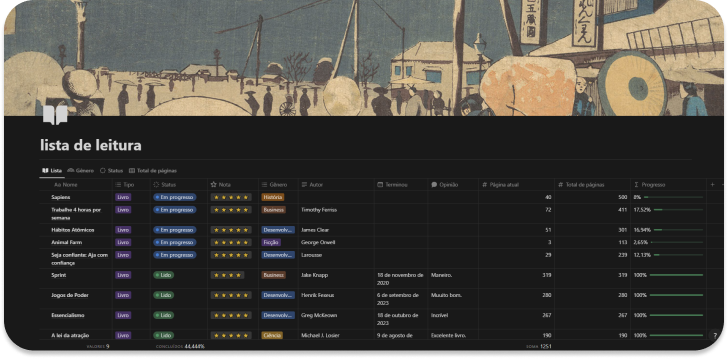 五靈圓
lista de leitura
Lista Gênero Status Total de páginas
Aa Nome Tipo Status Nota Gênero Autor Terminou Opinião # Página atual # Total de páginas Σ Progresso +
Sapiens Livro Em progresso ★★★★★ História 40 500 8%
Trabalhe 4 horas por Livro Em progresso ★★★★★ Business Timothy Ferriss 72 411 17,52%
semana
Hábitos Atômicos Livro Em progresso ★★★★★ Desenvolv... James Clear 51 301 16,94%
Animal Farm Livro Em progresso ★★★★★ Ficção George Orwell 3 113 2,65%
Seja confiante: Aja com Livro Em progresso ★★★★★ Desenvolv... Larousse 29 239 12,13%
confiança
Sprint Livro Lido ★★★★ Business Jake Knapp 18 de novembro de Maneiro. 319 319 100%
2020
Jogos de Poder Livro Lido ★★★★★ Desenvolv... Henrik Fexeus 6 de setembro de Muuito bom. 280 280 100%
2023
Essencialismo Livro Lido ★★★★★ Desenvolv... Greg McKeown 18 de outubro de Incrível 267 267 100%
2023
A lei da atração Livro Lido ★★★★★ Ciência Michael J. Losier 9 de agosto de Excelente livro. 190 190 100%
VALORES 9 CONCLUÍDO 44,444% SOMA 1251
?